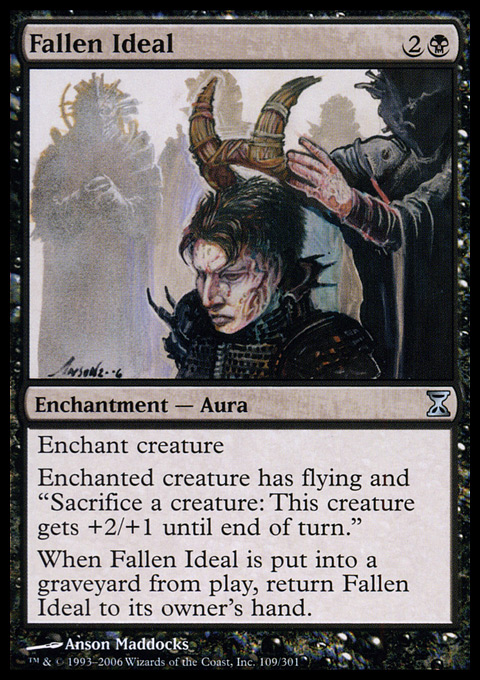 Fallen Ideal 2
Enchantment — Aura
Enchant creature
Enchanted creature has flying and
“Sacrifice a creature: This creature
gets +2/+1 until end of turn.”
When Fallen Ideal is put into a
graveyard from play, return Fallen
Ideal to its owner’s hand.
Anson Maddocks
™ & © 1993–2006 Wizards of the Coast, Inc. 109/301